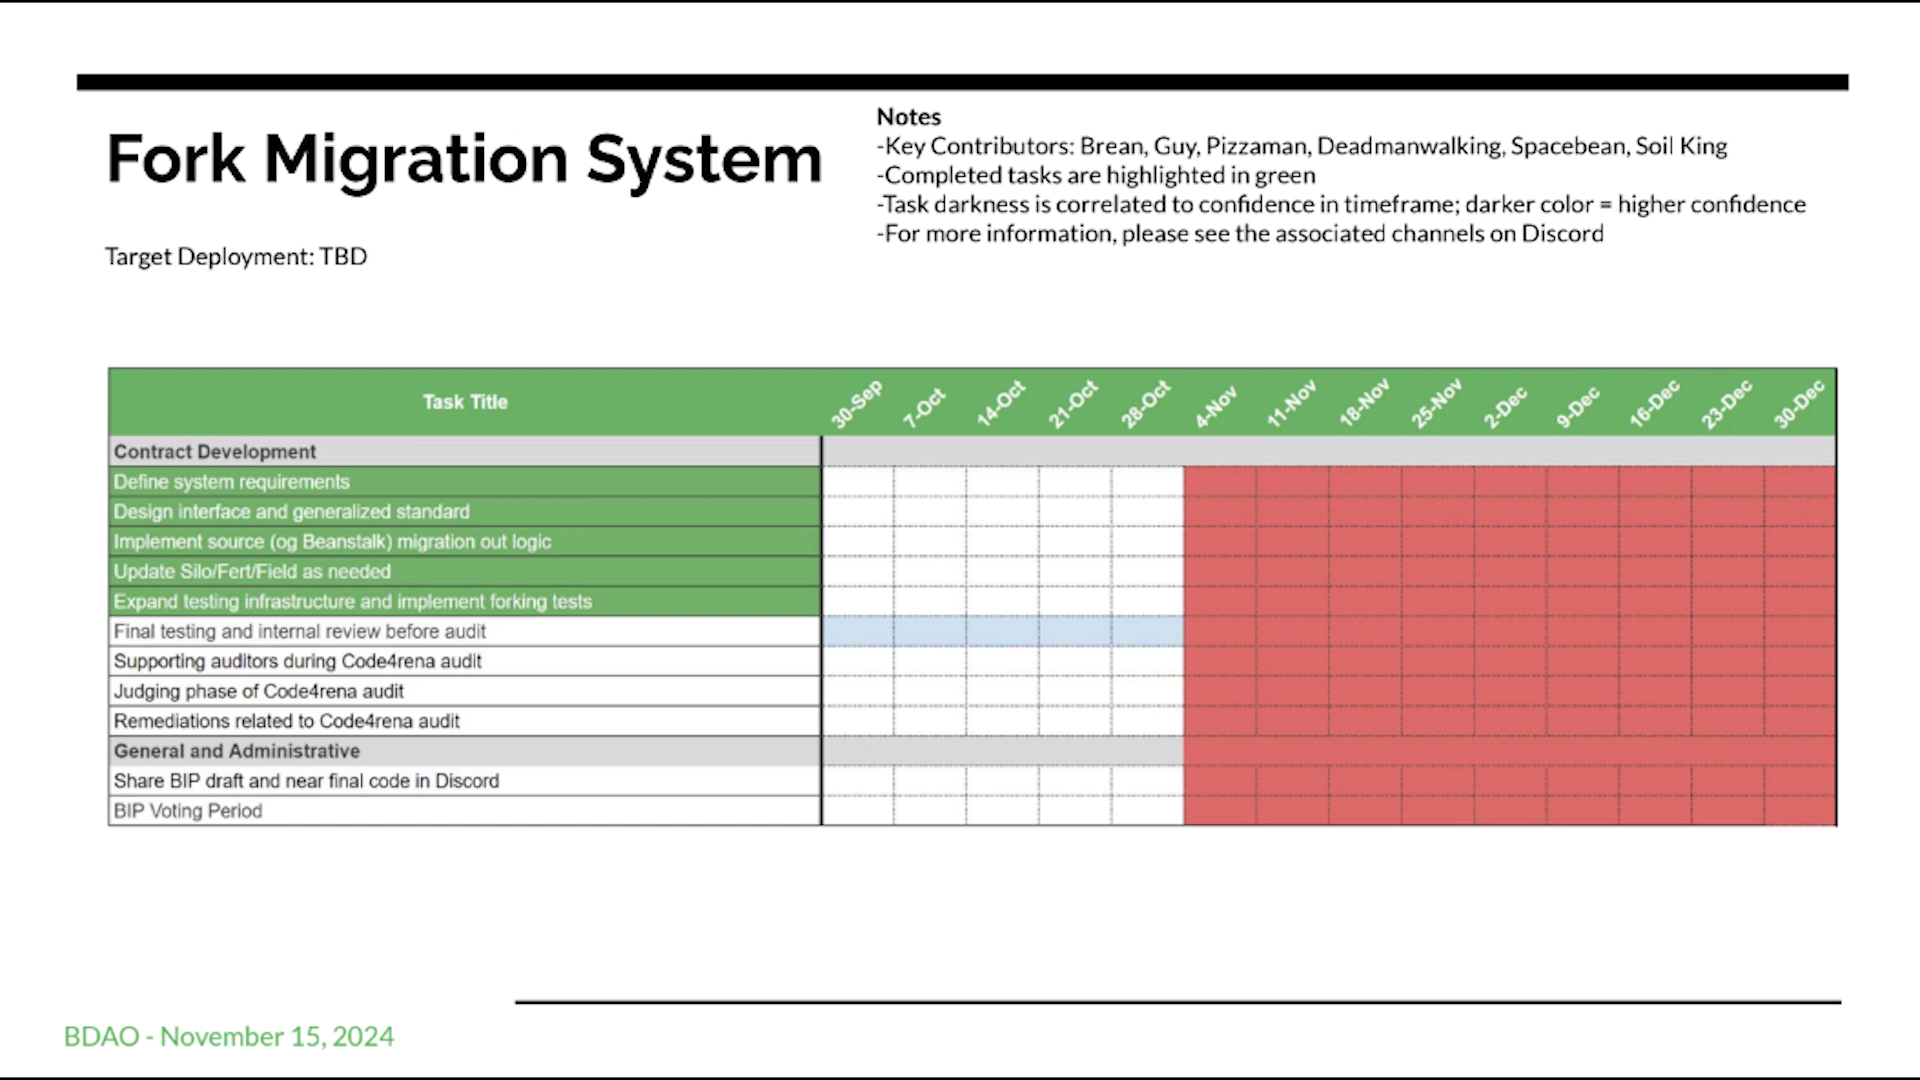 Fork Migration System
Target Deployment: TBD
Notes
-Key Contributors: Brean, Guy, Pizzaman, Deadmanwalking, Spacebean, Soil King
-Completed tasks are highlighted in green
-Task darkness is correlated to confidence in timeframe; darker color = higher confidence
-For more information, please see the associated channels on Discord
Task Title 30-Sep 7-Oct 14-Oct 21-Oct 28-Oct 4-Nov 11-Nov 18-Nov 25-Nov 2-Dec 9-Dec 16-Dec 23-Dec 30-Dec
Contract Development
Define system requirements
Design interface and generalized standard
Implement source (og Beanstalk) migration out logic
Update Silo/Fert/Field as needed
Expand testing infrastructure and implement forking tests
Final testing and internal review before audit
Supporting auditors during Code4rena audit
Judging phase of Code4rena audit
Remediations related to Code4rena audit
General and Administrative
Share BIP draft and near final code in Discord
BIP Voting Period
BDAO - November 15, 2024